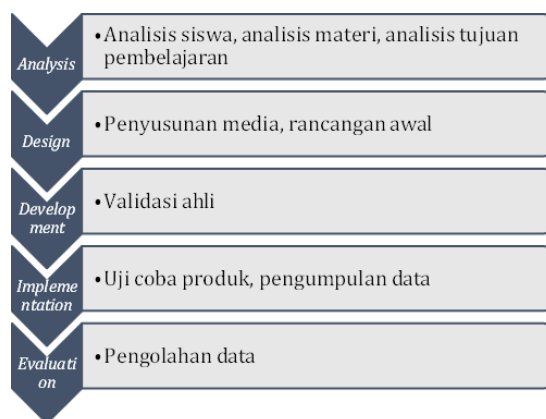 Analysis
•Analisis siswa, analisis materi, analisis tujuan
pembelajaran
Design
•Penyusunan media, rancangan awal
Develop
ment
•Validasi ahli
Impleme
ntation
•Uji coba produk, pengumpulan data
Evaluati
on
•Pengolahan data